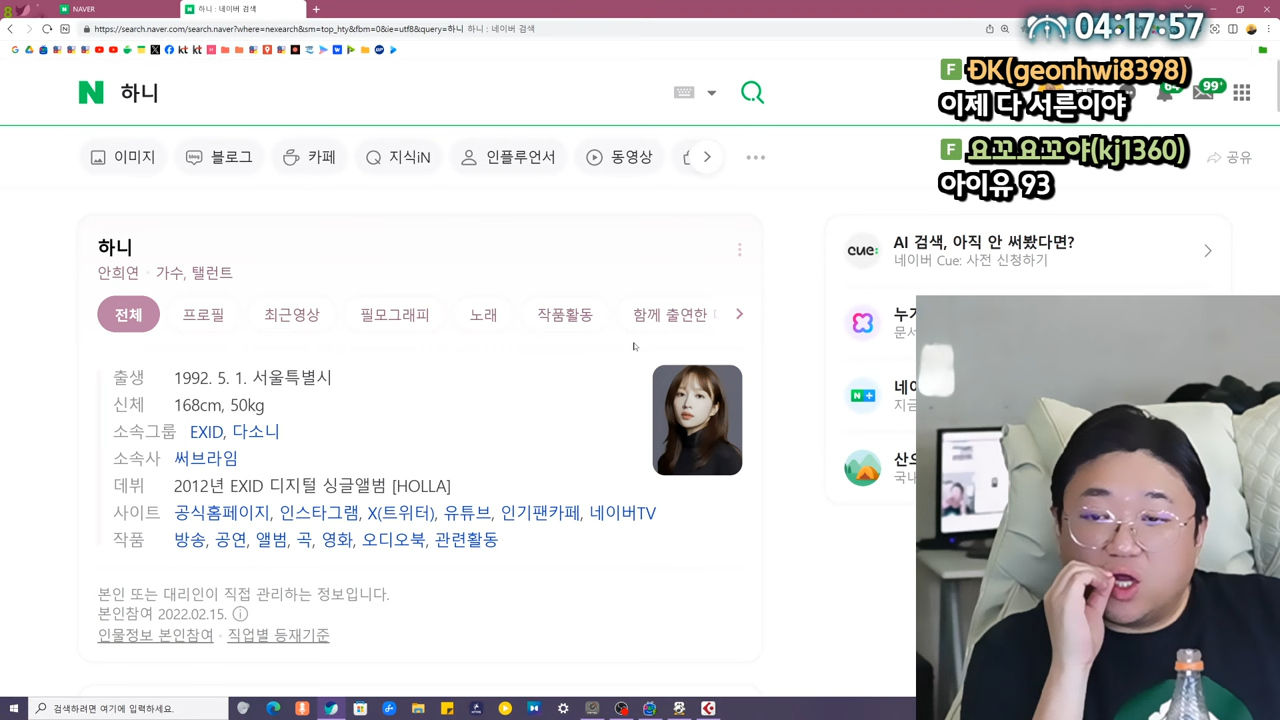 NAVER
하니 : 네이버 검색
https://search.naver.com/search.naver?where=nexearch&sm=top_hty&fbm=0&ie=utf8&query=하니
하니 : 네이버 검색
04:17:57
ĐK(geonhwi8398)
이제 다 서른이야
요꼬요꼬야(kj1360)
아이유 93
N 하니
99+
이미지
블로그
카페
지식iN
인플루언서
동영상
공유
하니
안희연 · 가수, 탤런트
전체
프로필
최근영상
필모그래피
노래
작품활동
함께 출연한
출생 1992. 5. 1. 서울특별시
신체 168cm, 50kg
소속그룹 EXID, 다소니
소속사 써브라임
데뷔 2012년 EXID 디지털 싱글앨범 [HOLLA]
사이트 공식홈페이지, 인스타그램, X(트위터), 유튜브, 인기팬카페, 네이버TV
작품 방송, 공연, 앨범, 곡, 영화, 오디오북, 관련활동
본인 또는 대리인이 직접 관리하는 정보입니다.
본인참여 2022.02.15.
인물정보 본인참여 · 직업별 등재기준
cue:
AI 검색, 아직 안 써봤다면?
네이버 Cue: 사전 신청하기
누
문서
네이
지금
산으
국내
검색하려면 여기에 입력하세요.